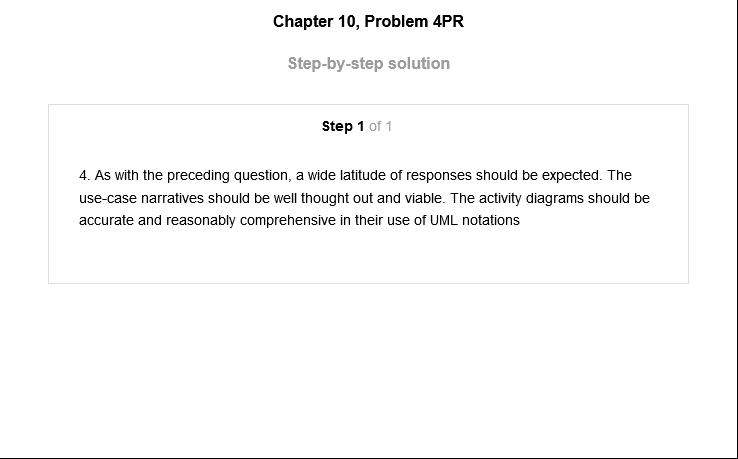 Chapter 10, Problem 4PR
Step-by-step solution
Step 1 of 1
4. As with the preceding question, a wide latitude of responses should be expected. The
use-case narratives should be well thought out and viable. The activity diagrams should be
accurate and reasonably comprehensive in their use of UML notations